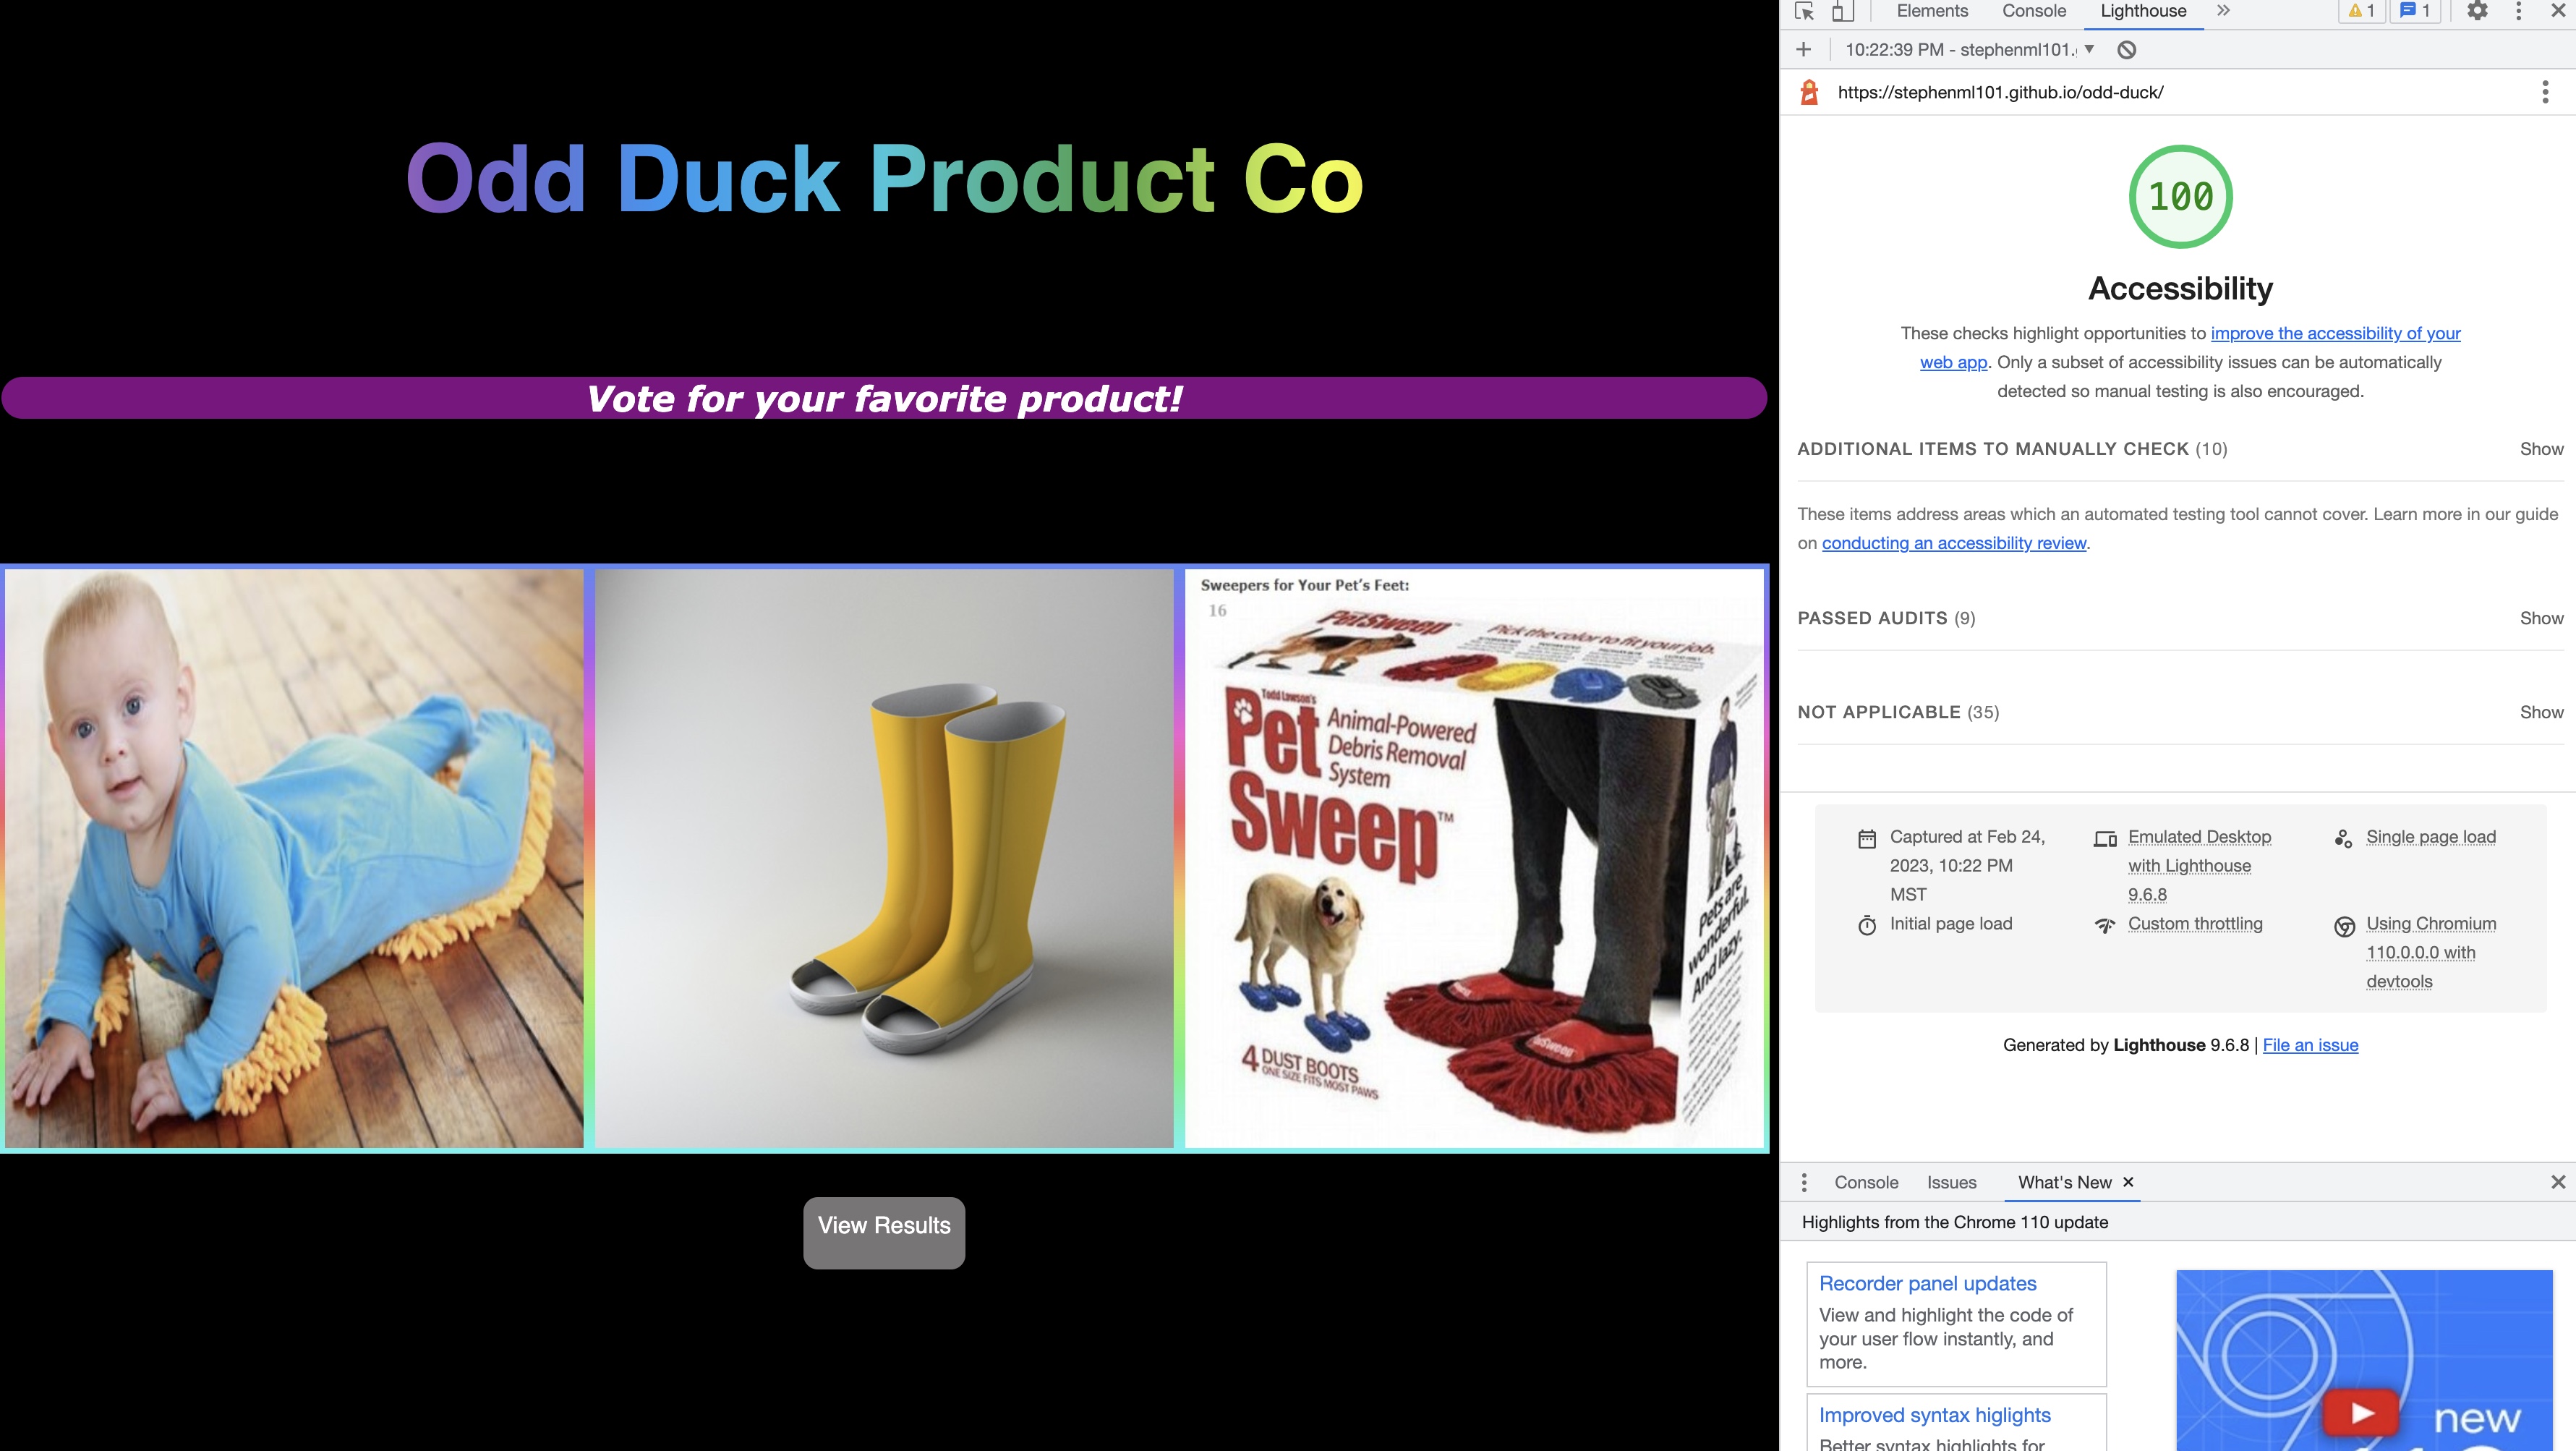 Odd Duck Product Co
Vote for your favorite product!
Sweepers for Your Pet's Feet:
16
PetSweep™
Pick the color to fit your job.
Todd Lawson's
Pet Sweep™
Animal-Powered
Debris Removal
System
Pets are
wonderful.
And lazy.
4 DUST BOOTS
ONE SIZE FITS MOST PAWS
View Results
Elements
Console
Lighthouse
1
1
10:22:39 PM - stephenml101.
https://stephenml101.github.io/odd-duck/
100
Accessibility
These checks highlight opportunities to improve the accessibility of your
web app. Only a subset of accessibility issues can be automatically
detected so manual testing is also encouraged.
ADDITIONAL ITEMS TO MANUALLY CHECK (10)
Show
These items address areas which an automated testing tool cannot cover. Learn more in our guide
on conducting an accessibility review.
PASSED AUDITS (9)
Show
NOT APPLICABLE (35)
Show
Captured at Feb 24,
2023, 10:22 PM
MST
Emulated Desktop
with Lighthouse
9.6.8
Single page load
Initial page load
Custom throttling
Using Chromium
110.0.0.0 with
devtools
Generated by Lighthouse 9.6.8 | File an issue
Console
Issues
What's New
Highlights from the Chrome 110 update
Recorder panel updates
View and highlight the code of
your user flow instantly, and
more.
Improved syntax higlights
Better syntax highlights for
new